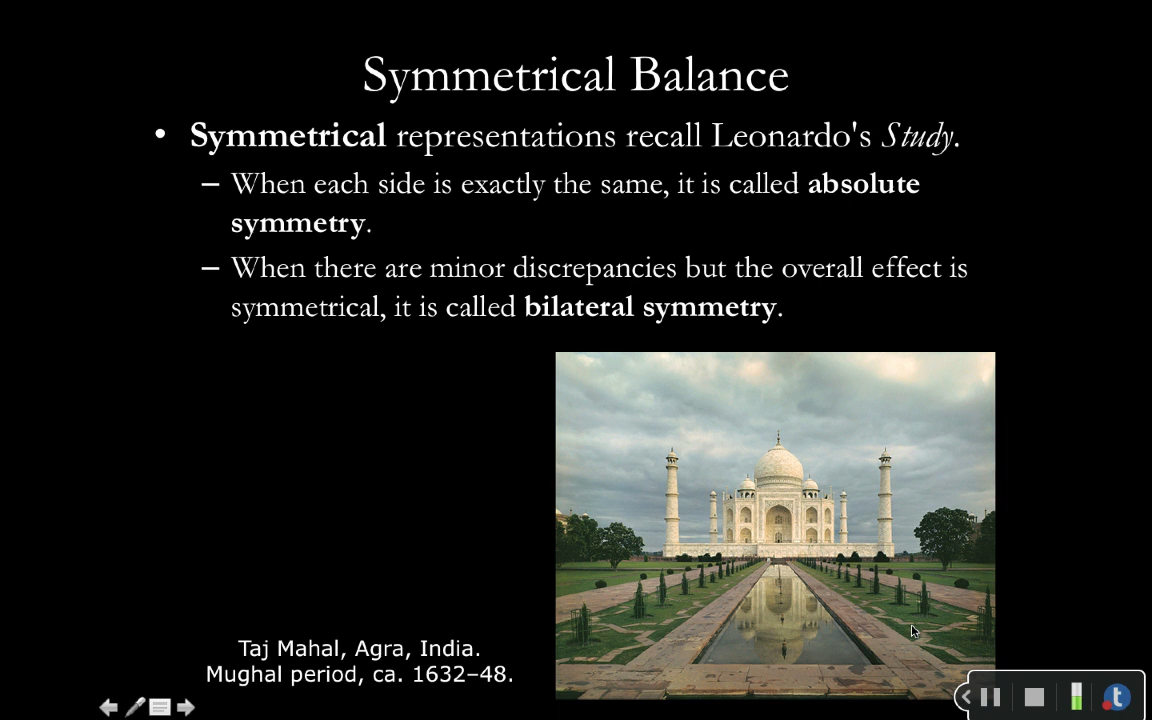 Symmetrical Balance
• Symmetrical representations recall Leonardo's Study.
– When each side is exactly the same, it is called absolute
symmetry.
– When there are minor discrepancies but the overall effect is
symmetrical, it is called bilateral symmetry.
Taj Mahal, Agra, India.
Mughal period, ca. 1632–48.
t